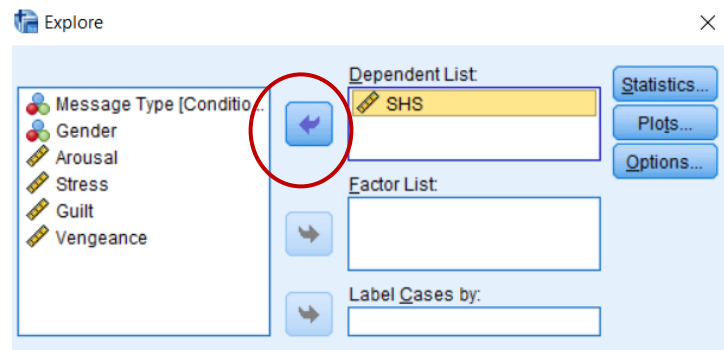 Explore
Message Type [Conditio...
Gender
Arousal
Stress
Guilt
Vengeance
Dependent List:
SHS
Factor List:
Label Cases by:
Statistics...
Plots...
Options...